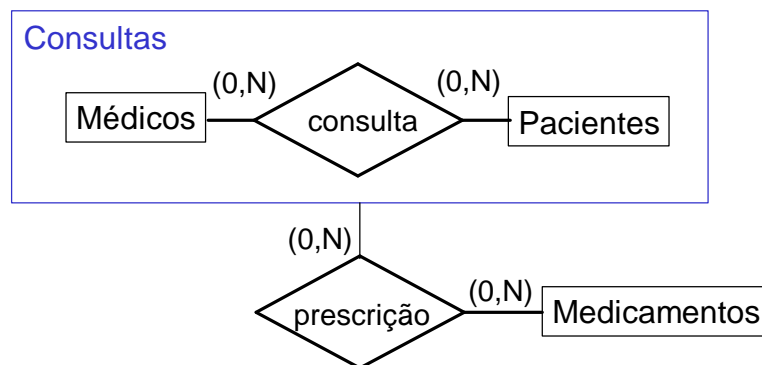 Consultas
(0,N) (0,N)
Médicos consulta Pacientes
(0,N)
(0,N)
prescrição Medicamentos